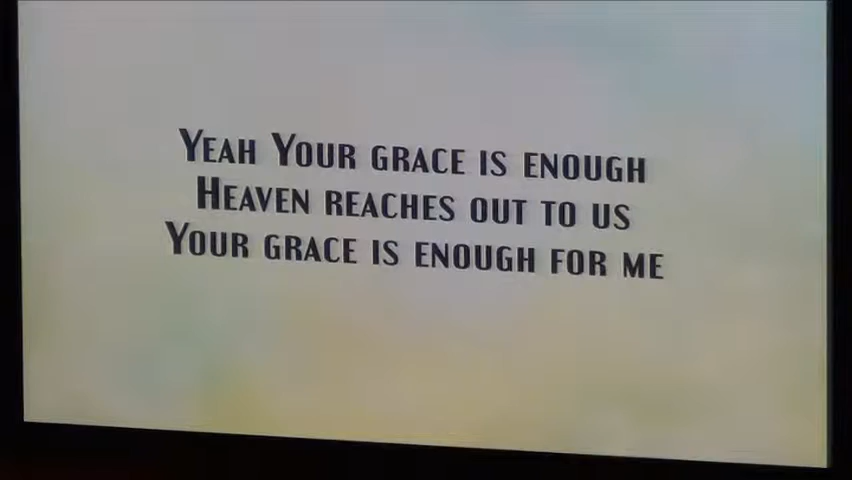 Yeah Your grace is enough
Heaven reaches out to us
Your grace is enough for me